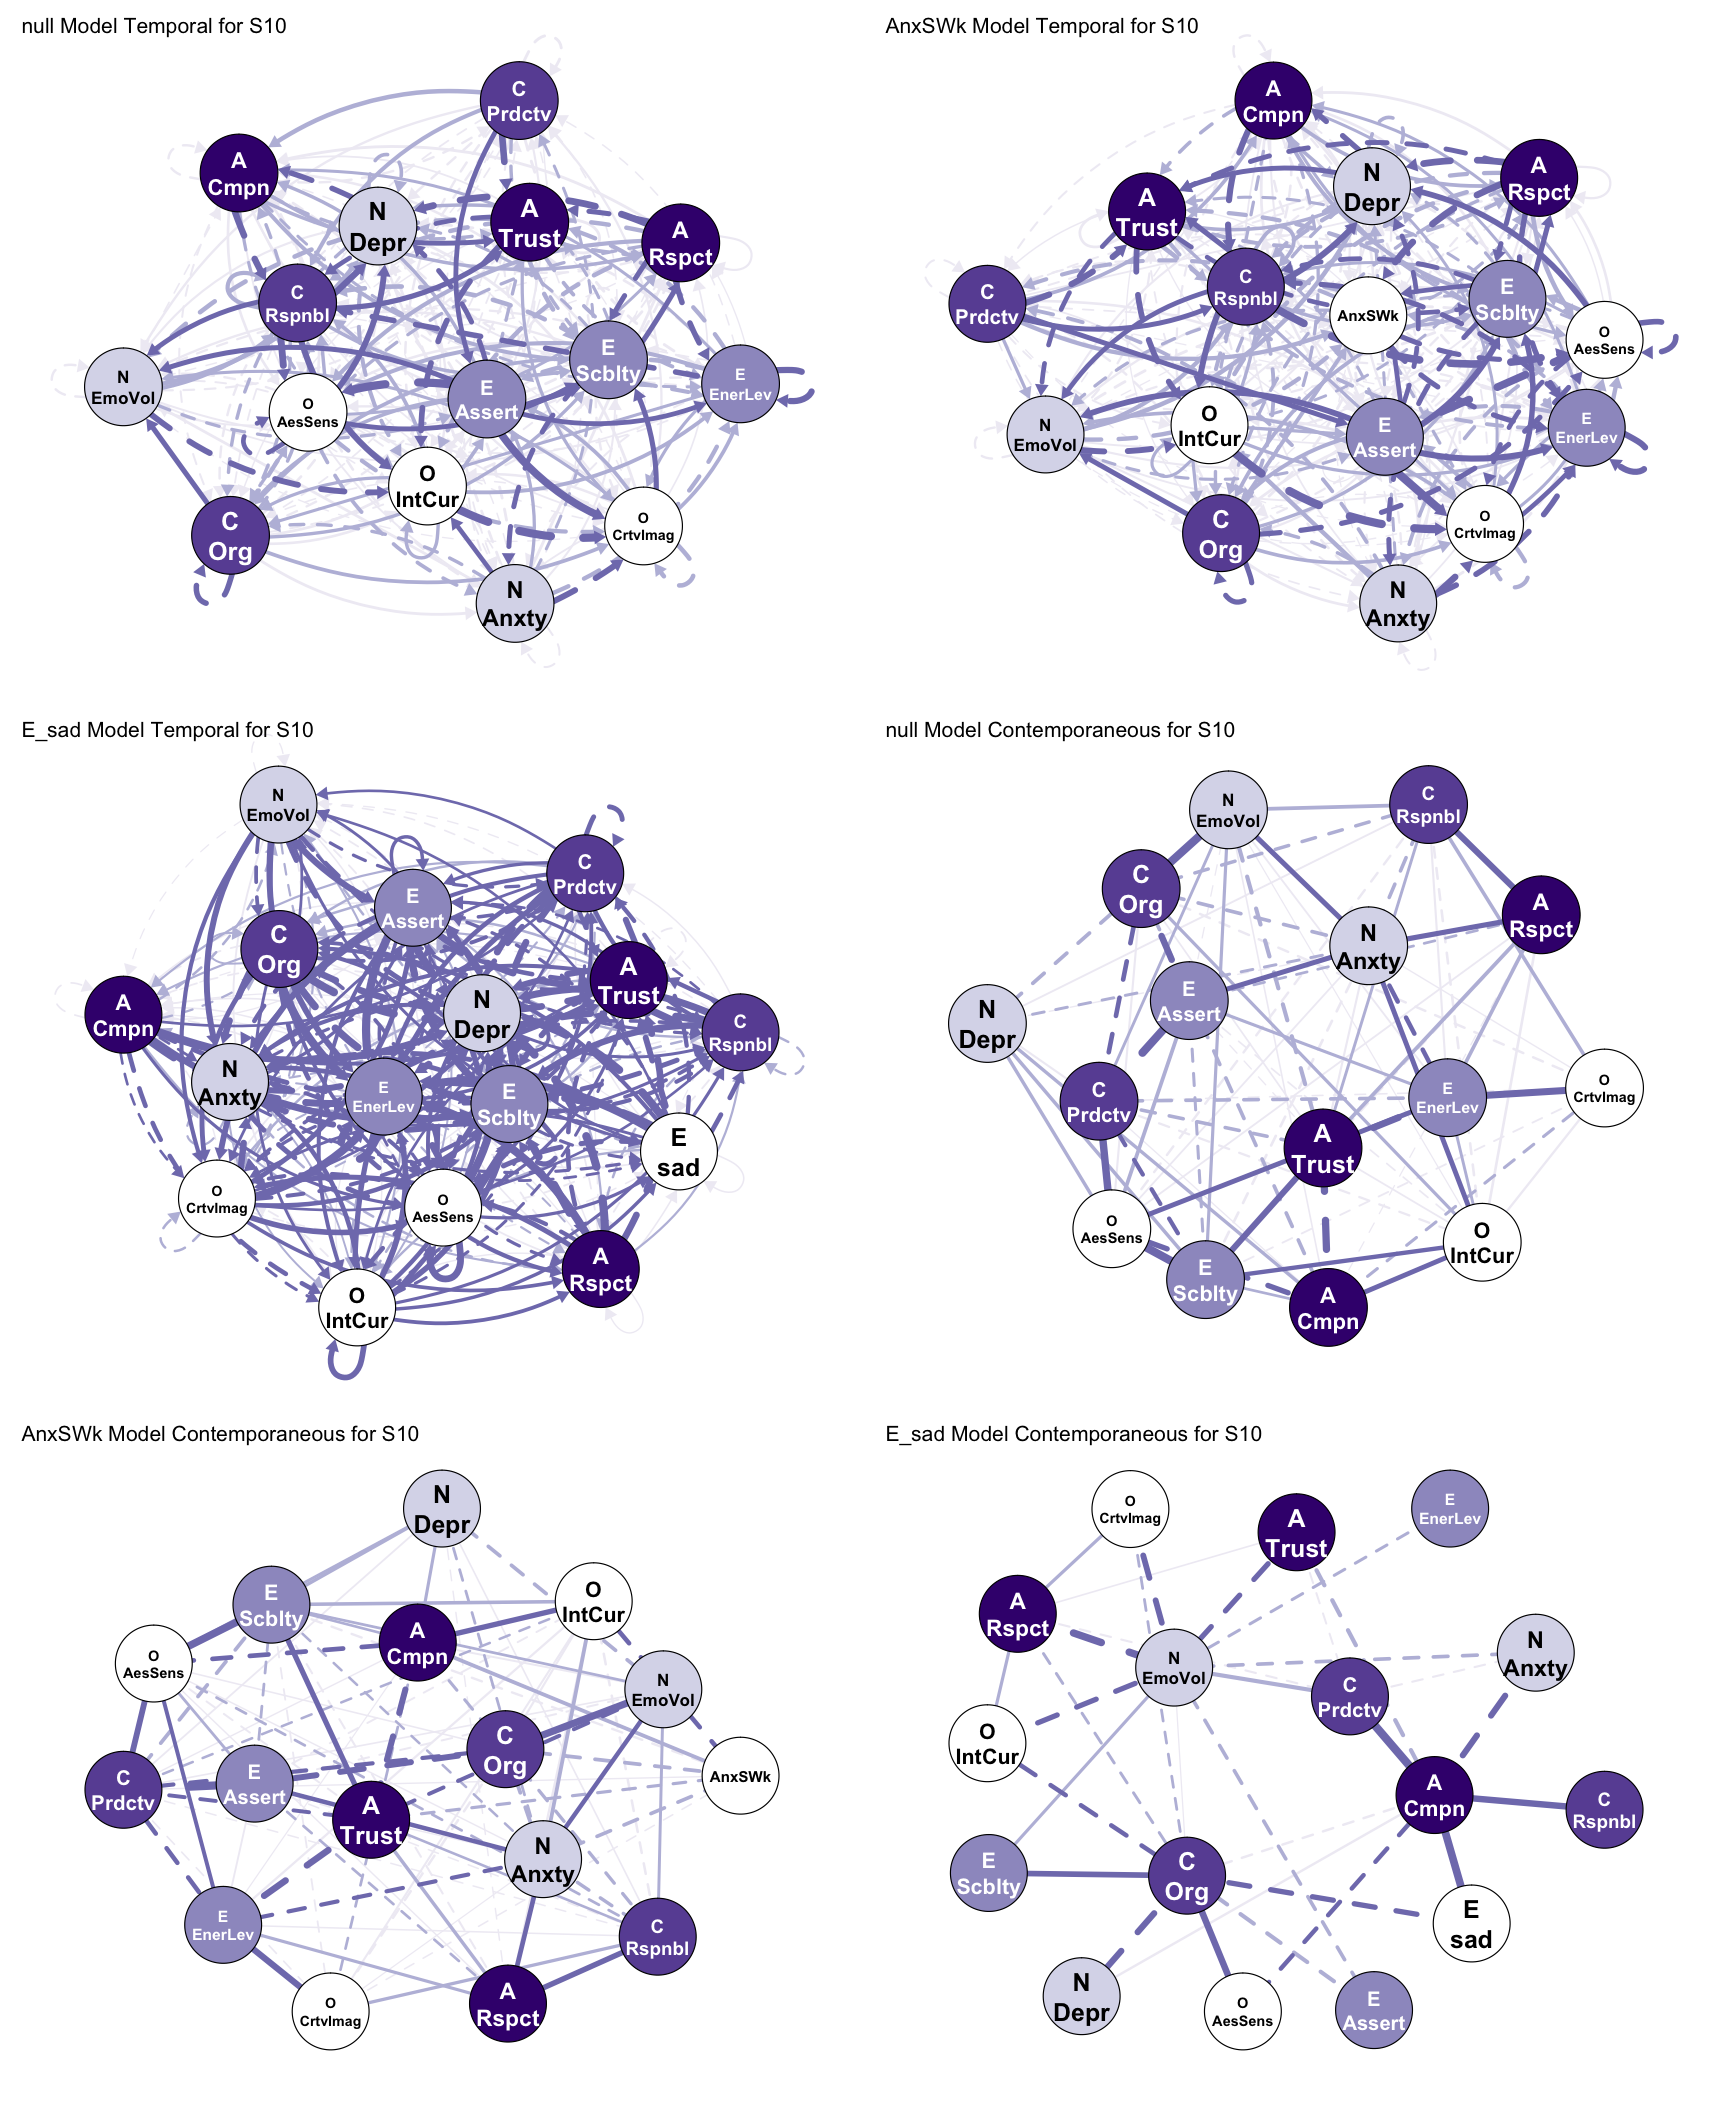 null Model Temporal for S10
C
Prdctv
A
Cmpn
N
Depr
A
Trust
A
Rspct
C
Rspnbl
E
Scblty
N
EmoVol
E
EnerLev
O
AesSens
E
Assert
O
IntCur
C
Org
O
CrtvImag
N
Anxty
AnxSWk Model Temporal for S10
A
Cmpn
N
Depr
A
Rspct
A
Trust
C
Rspnbl
C
Prdctv
AnxSWk
E
Scblty
O
AesSens
N
EmoVol
O
IntCur
E
Assert
E
EnerLev
C
Org
O
CrtvImag
N
Anxty
E_sad Model Temporal for S10
N
EmoVol
C
Prdctv
E
Assert
C
Org
A
Trust
A
Cmpn
N
Depr
C
Rspnbl
N
Anxty
E
EnerLev
E
Scblty
E
sad
O
CrtvImag
O
AesSens
A
Rspct
O
IntCur
null Model Contemporaneous for S10
N
EmoVol
C
Rspnbl
C
Org
A
Rspct
N
Anxty
E
Assert
N
Depr
C
Prdctv
E
EnerLev
O
CrtvImag
A
Trust
O
AesSens
O
IntCur
E
Scblty
A
Cmpn
AnxSWk Model Contemporaneous for S10
N
Depr
E
Scblty
O
IntCur
A
Cmpn
O
AesSens
N
EmoVol
C
Org
AnxSWk
C
Prdctv
E
Assert
A
Trust
N
Anxty
E
EnerLev
C
Rspnbl
O
CrtvImag
A
Rspct
E_sad Model Contemporaneous for S10
O
CrtvImag
A
Trust
E
EnerLev
A
Rspct
N
EmoVol
N
Anxty
C
Prdctv
O
IntCur
A
Cmpn
C
Rspnbl
E
Scblty
C
Org
E
sad
N
Depr
O
AesSens
E
Assert